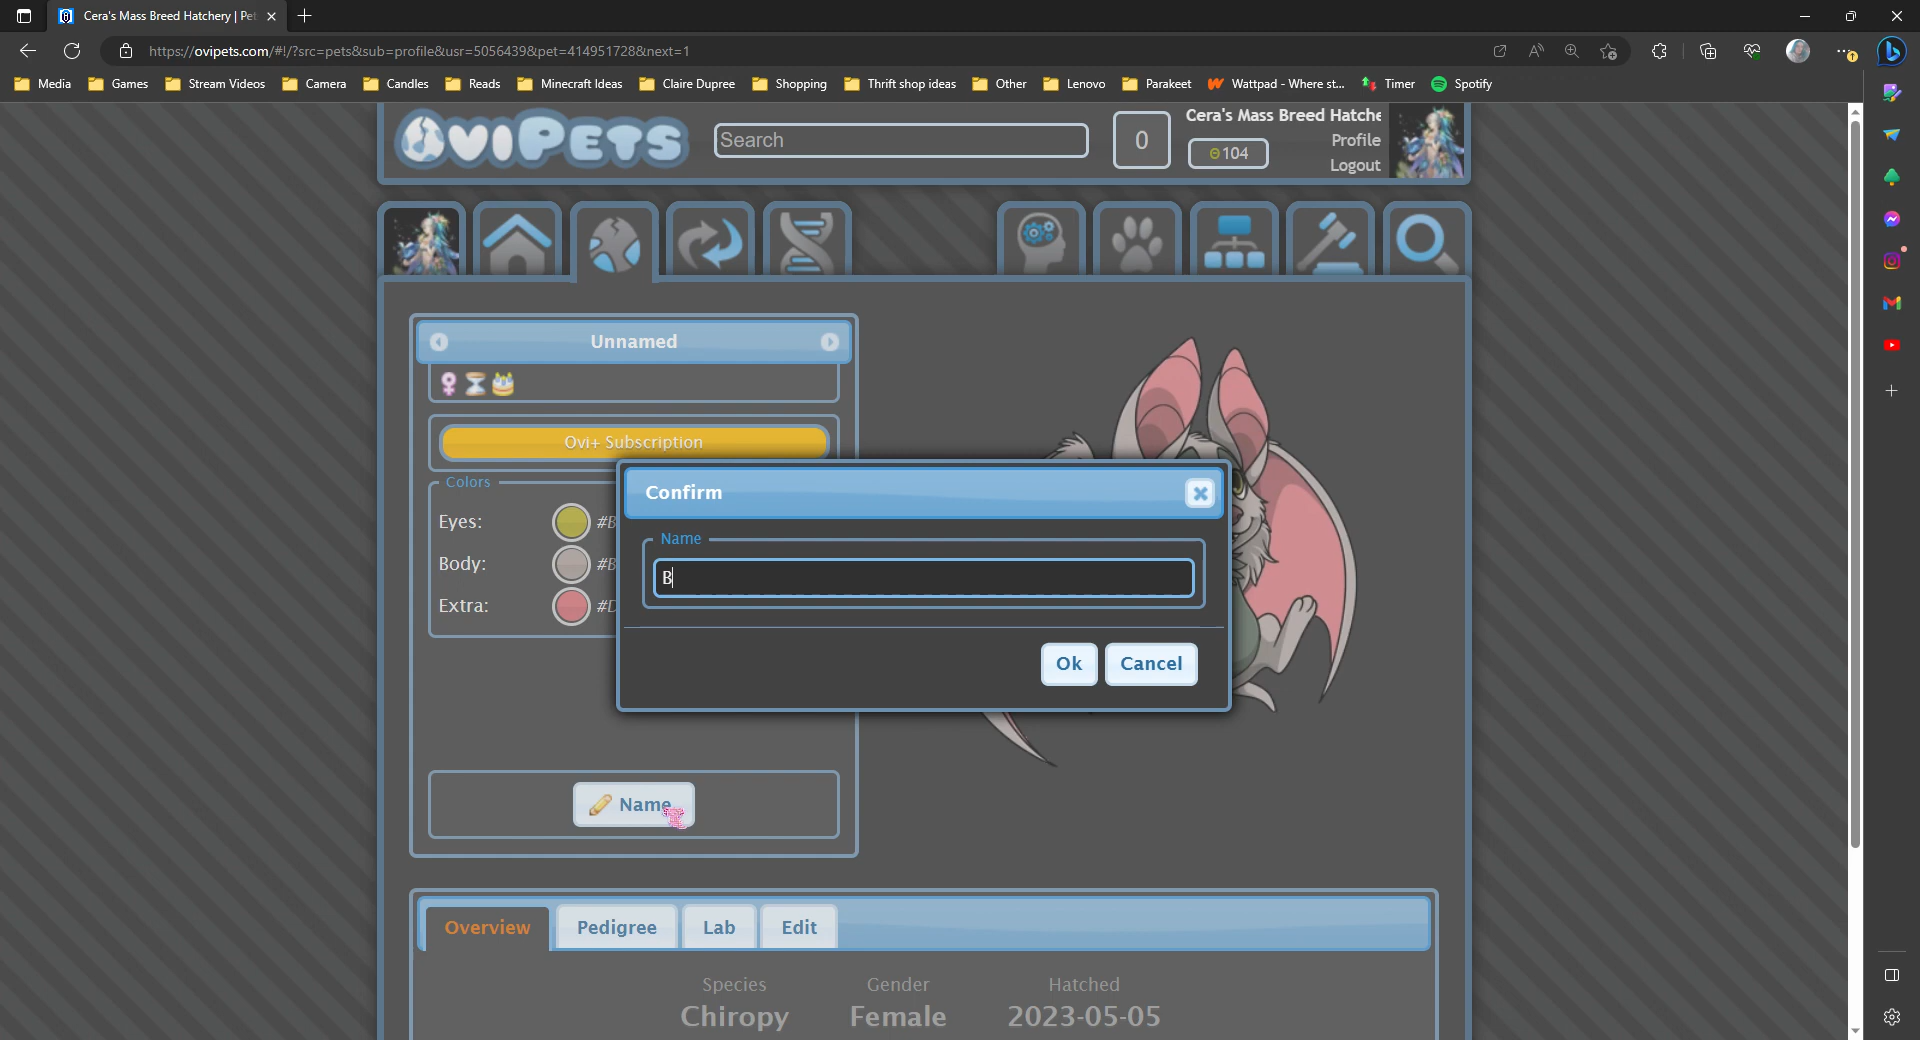 Cera's Mass Breed Hatchery | Pet
https://ovipets.com/#!/?src=pets&sub=profile&usr=5056439&pet=414951728&next=1
Media Games Stream Videos Camera Candles Reads Minecraft Ideas Claire Dupree Shopping Thrift shop ideas Other Lenovo Parakeet Wattpad - Where st... Timer Spotify
OviPets
Search
0
Cera's Mass Breed Hatche
104
Profile
Logout
Unnamed
Ovi+ Subscription
Colors
Eyes: #B
Body: #B
Extra: #D
Confirm
Name
B
Ok Cancel
Name
Overview Pedigree Lab Edit
Species Gender Hatched
Chiropy Female 2023-05-05